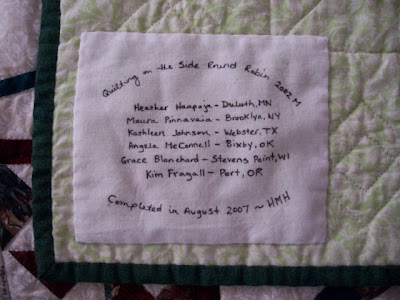 Quilting on the Side Round Robin 2002 M
Heather Haapoja - Duluth, MN
Maura Pinnavaia - Brooklyn, NY
Kathleen Johnson - Webster, TX
Angela McConnell - Bixby, OK
Grace Blanchard - Stevens Point, WI
Kim Fragall - Port, OR
Completed in August 2007 ~ HMH